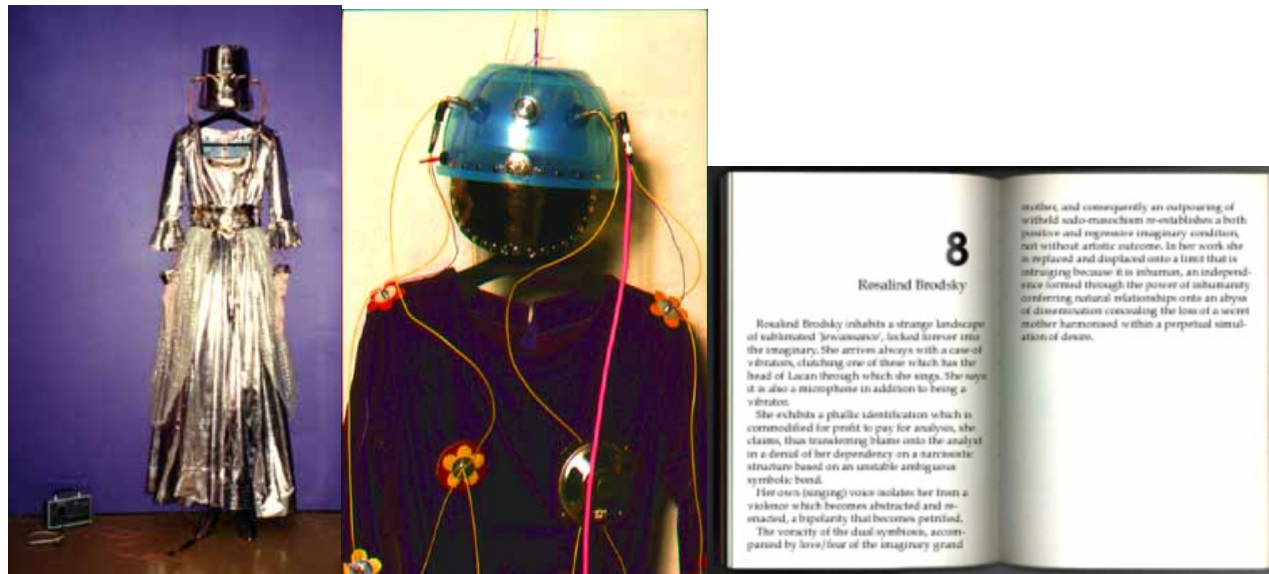 8
Rosalind Brodsky
Rosalind Brodsky inhabits a strange landscape
of sublimated 'jewassance', locked forever into
the imaginary. She arrives always with a case of
vibrators, clutching one of these which has the
head of Lacan through which she sings. She says
it is also a microphone in addition to being a
vibrator.
She exhibits a phallic identification which is
commodified for profit to pay for analysis, she
claims, thus transferring blame onto the analyst
in a denial of her dependency on a narcissistic
structure based on an unstable ambiguous
symbolic bond.
Her own (singing) voice isolates her from a
violence which becomes abstracted and re-
enacted, a bipolarity that becomes petrified.
The voracity of the dual symbiosis, accom-
panied by love/fear of the imaginary grand
mother, and consequently an outpouring of
witheld sado-masochism re-establishes a both
positive and regressive imaginary condition,
not without artistic outcome. In her work she
is replaced and displaced onto a limit that is
intruiging because it is inhuman, an independ-
ence formed through the power of inhumanity
conferring natural relationships onto an abyss
of dissemination concealing the loss of a secret
mother harmonised within a perpetual simul-
ation of desire.